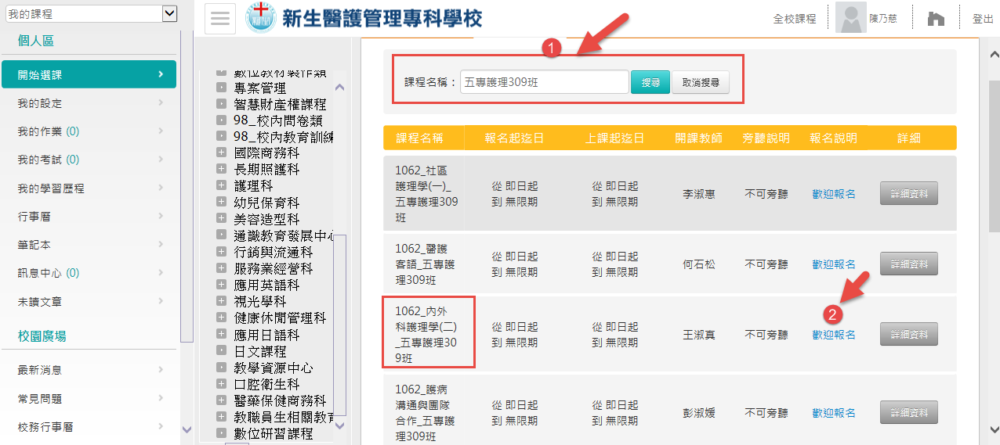 我的課程
新生醫護管理專科學校
全校課程
陳乃慈
登出
個人區
開始選課
我的設定
我的作業 (0)
我的考試 (0)
我的學習歷程
行事曆
筆記本
訊息中心 (0)
未讀文章
校園廣場
最新消息
常見問題
校務行事曆
數位教材製作類
專案管理
智慧財產權課程
98_校內問卷類
98_校內教育訓練
國際商務科
長期照護科
護理科
幼兒保育科
美容造型科
通識教育發展中心
行銷與流通科
服務業經營科
應用英語科
視光學科
健康休閒管理科
應用日語科
日文課程
教學資源中心
口腔衛生科
醫藥保健商務科
教職員生相關教育
數位研習課程
1
課程名稱：
五專護理309班
搜尋
取消搜尋
課程名稱 報名起迄日 上課起迄日 開課教師 旁聽說明 報名說明 詳細
1062_社區
護理學(一)_
五專護理309
班
從 即日起
到 無限期
從 即日起
到 無限期
李淑惠
不可旁聽
歡迎報名
詳細資料
1062_醫護
客語_五專護
理309班
從 即日起
到 無限期
從 即日起
到 無限期
何石松
不可旁聽
歡迎報名
詳細資料
1062_內外
科護理學(二)
_五專護理30
9班
從 即日起
到 無限期
從 即日起
到 無限期
王淑真
不可旁聽
2
歡迎報名
詳細資料
1062_護病
溝通與團隊
合作_五專護
理309班
從 即日起
到 無限期
從 即日起
到 無限期
彭淑媛
不可旁聽
歡迎報名
詳細資料